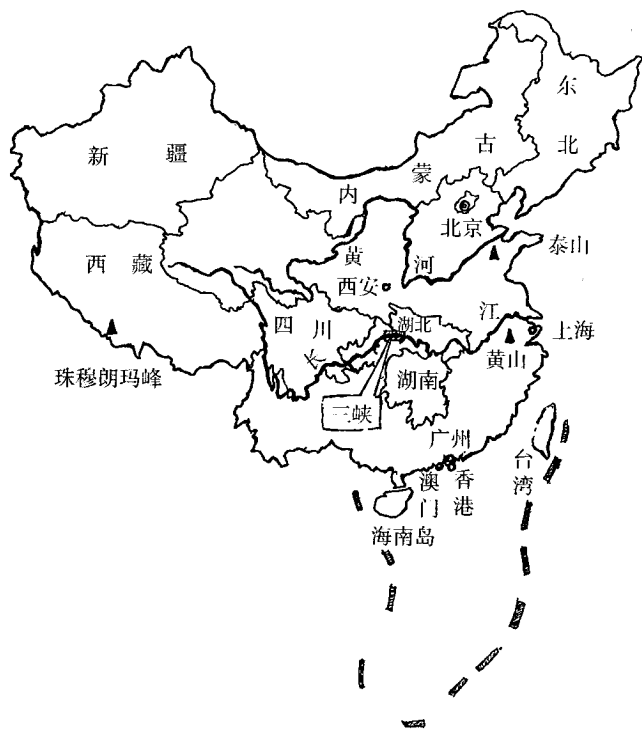 东北
新疆
内蒙古
北京
泰山
西藏
黄河
西安
四川
湖北
长江
上海
黄山
珠穆朗玛峰
湖南
三峡
广州
台湾
澳门
香港
海南岛